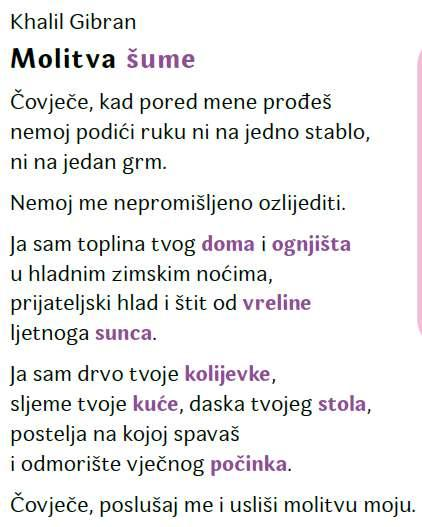 Khalil Gibran
Molitva šume
Čovječe, kad pored mene prođeš
nemoj podići ruku ni na jedno stablo,
ni na jedan grm.
Nemoj me nepromišljeno ozlijediti.
Ja sam toplina tvog doma i ognjišta
u hladnim zimskim noćima,
prijateljski hlad i štit od vreline
ljetnoga sunca.
Ja sam drvo tvoje kolijevke,
sljeme tvoje kuće, daska tvojeg stola,
postelja na kojoj spavaš
i odmorište vječnog počinka.
Čovječe, poslušaj me i usliši molitvu moju.